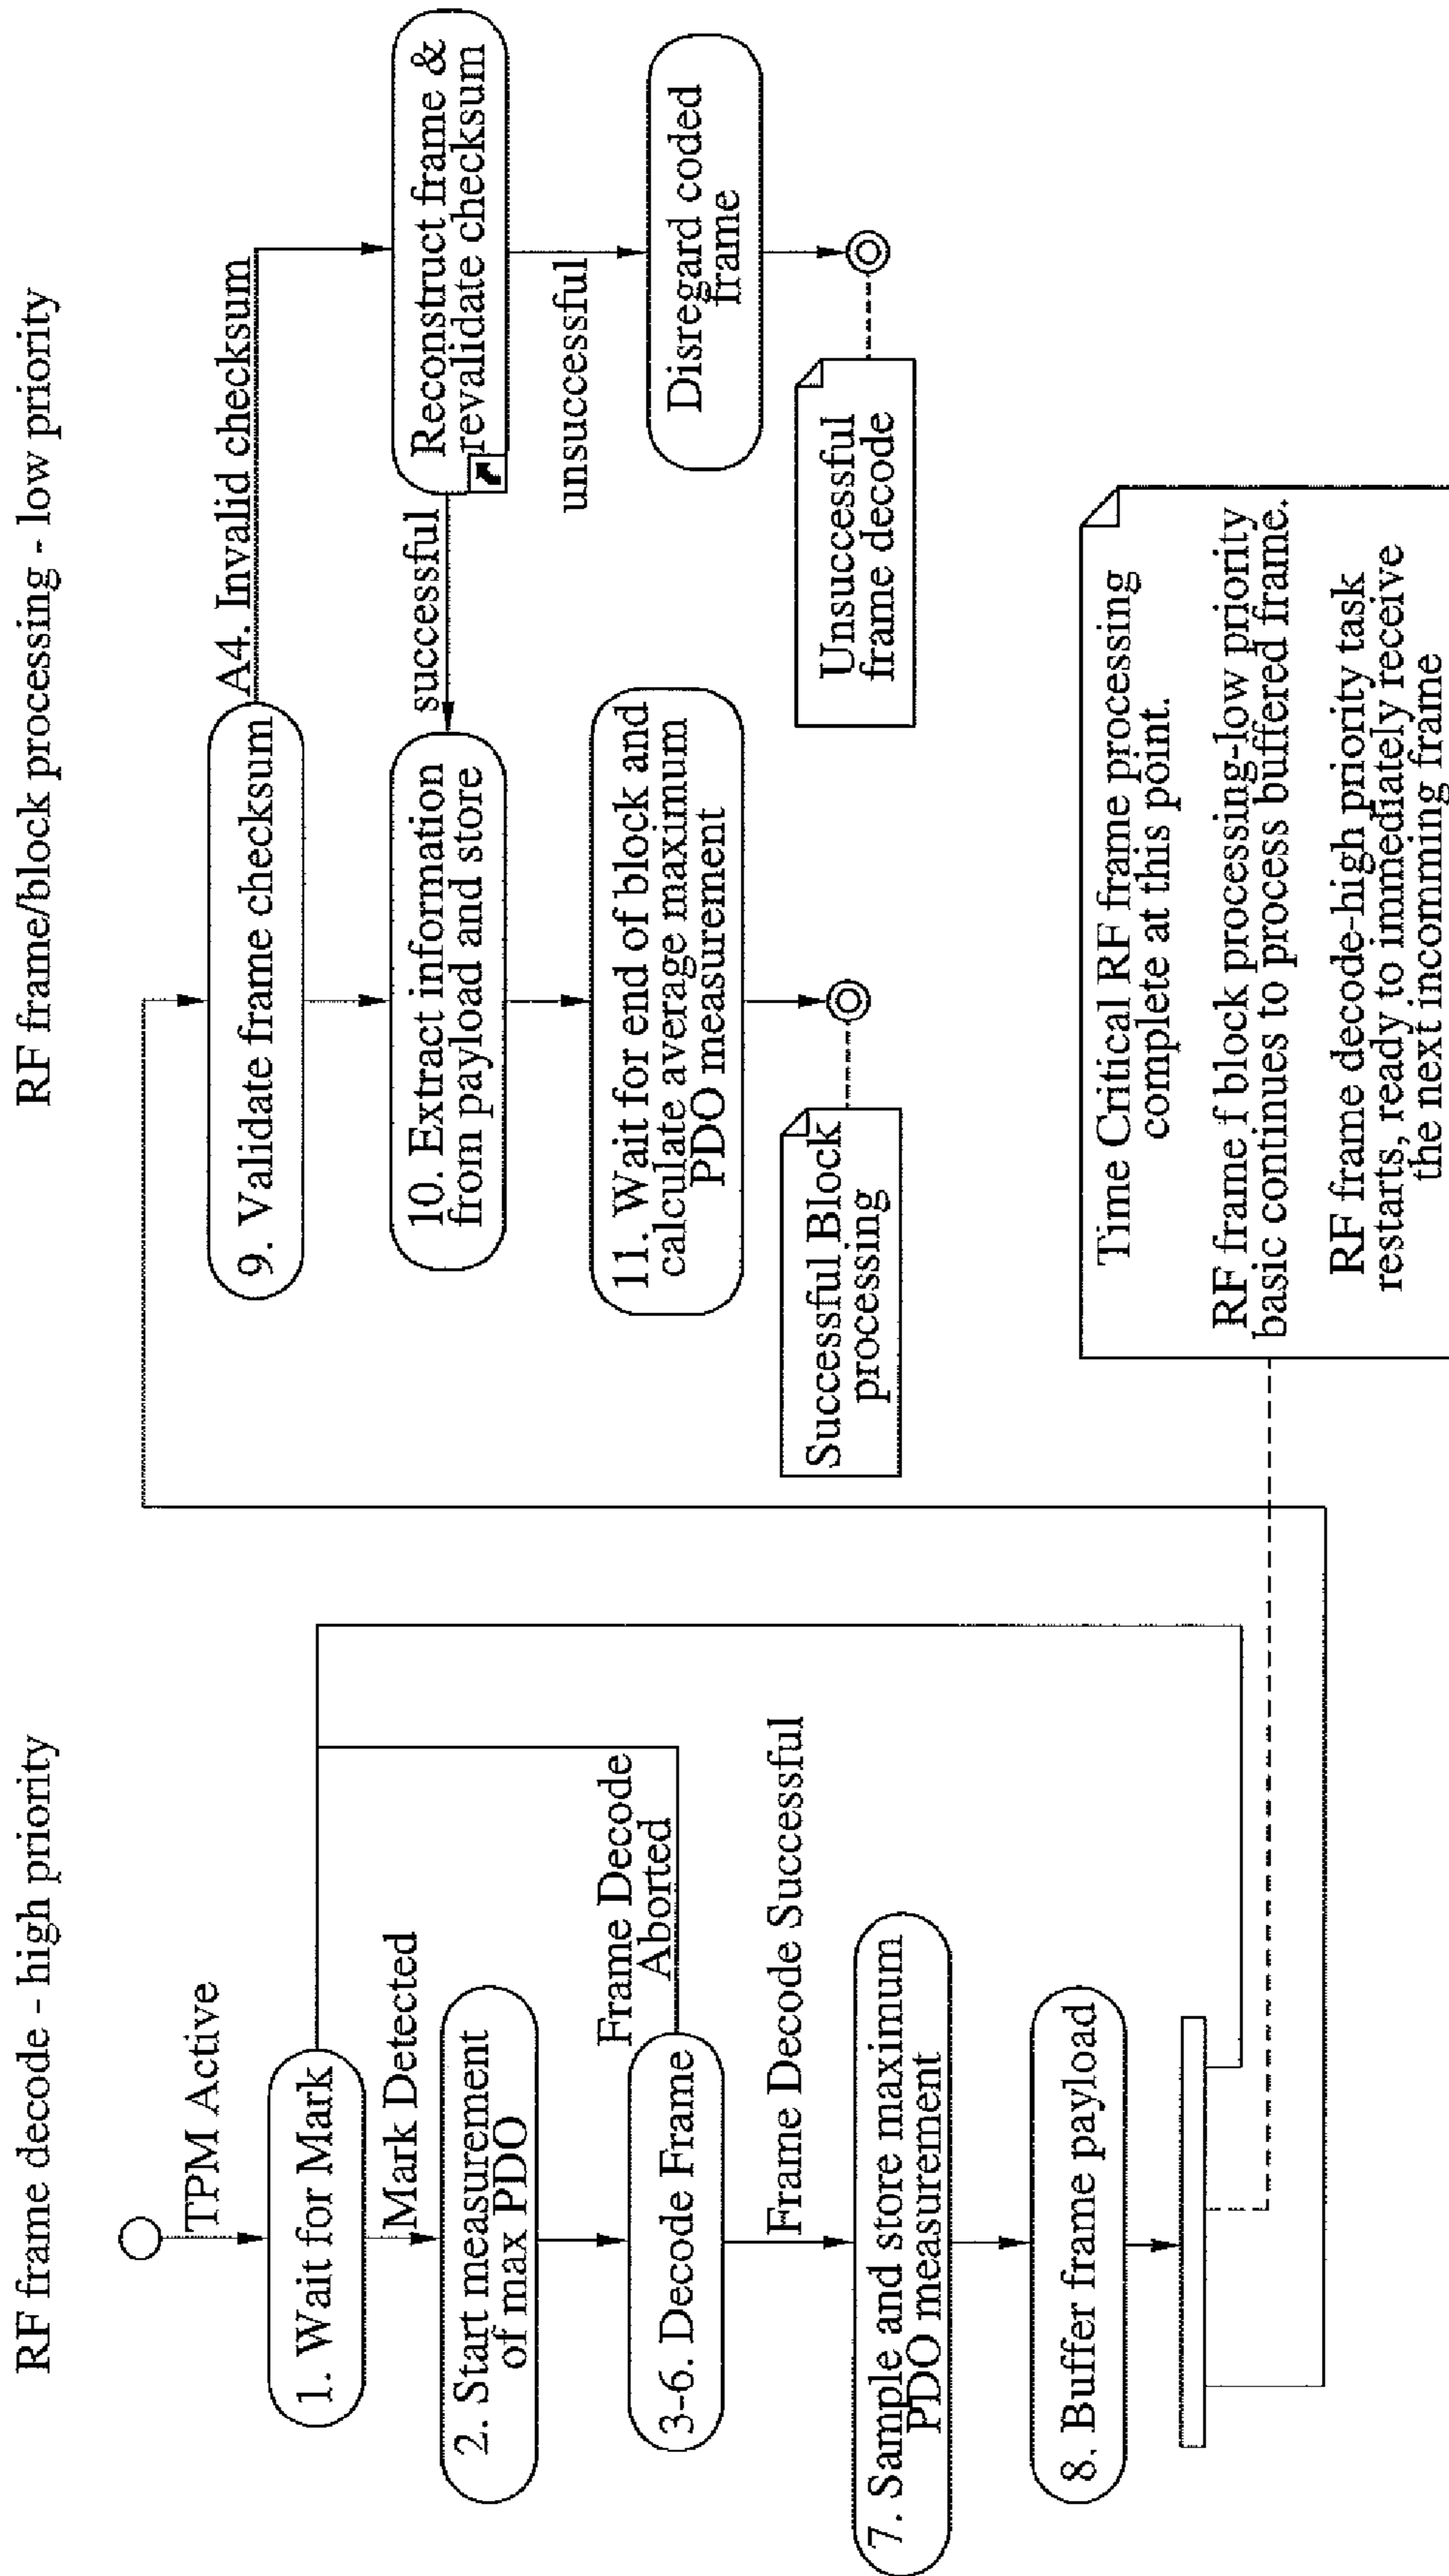 RF frame decode - high priority
TPM Active
1. Wait for Mark
Mark Detected
2. Start measurement
of max PDO
Frame Decode
Aborted
3-6. Decode Frame
Frame Decode Successful
7. Sample and store maximum
PDO measurement
8. Buffer frame payload
RF frame/block processing - low priority
9. Validate frame checksum
A4. Invalid checksum
10. Extract information
from payload and store
successful
Reconstruct frame &
revalidate checksum
unsuccessful
11. Wait for end of block and
calculate average maximum
PDO measurement
Disregard coded
frame
Successful Block
processing
Unsuccessful
frame decode
Time Critical RF frame processing
complete at this point.
RF frame f block processing-low priority
basic continues to process buffered frame.
RF frame decode-high priority task
restarts, ready to immediately receive
the next incomming frame